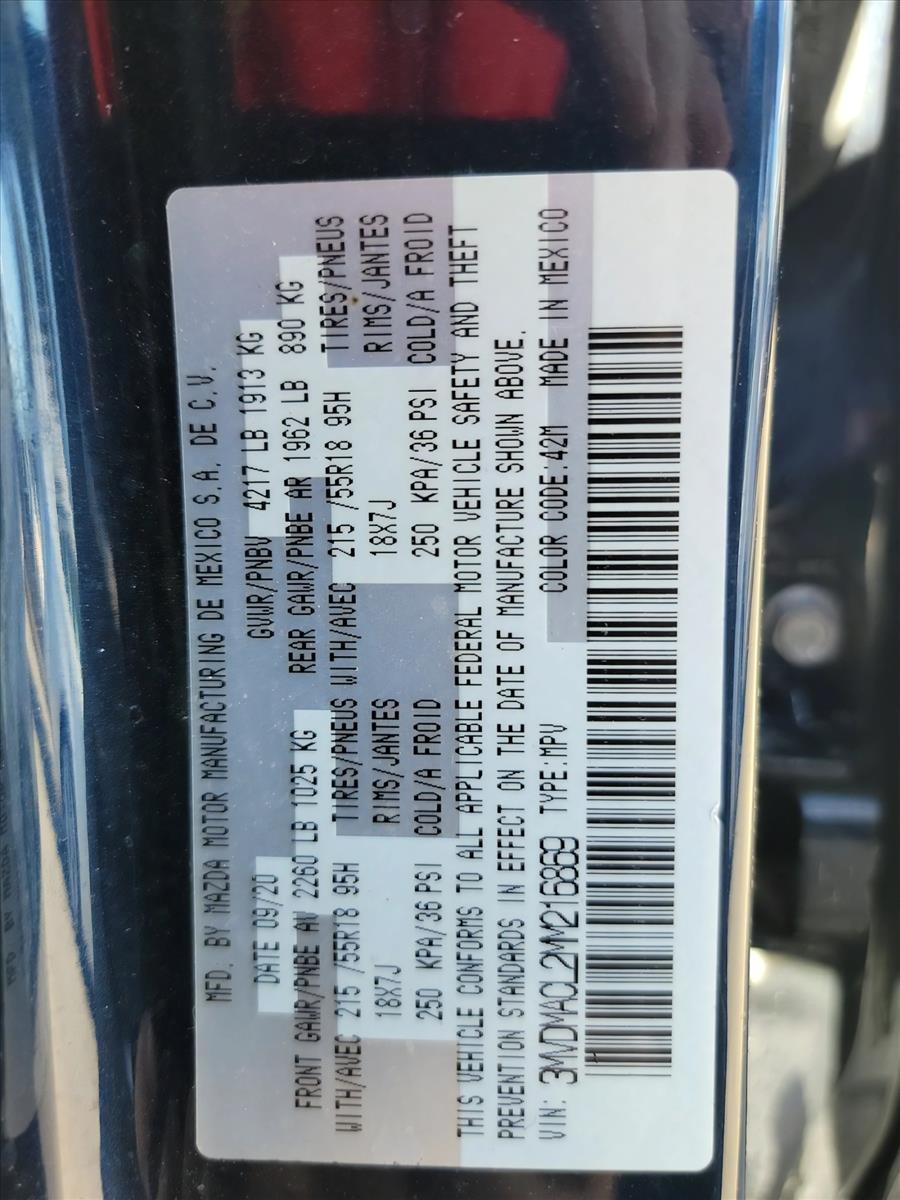 MFD. BY MAZDA MOTOR MANUFACTURING DE MEXICO S.A. DE C.V.
DATE 09/20 GVWR/PNBV 4217 LB 1913 KG
FRONT GAWR/PNBE AV 2260 LB 1025 KG REAR GAWR/PNBE AR 1962 LB 890 KG
WITH/AVEC 215 /55R18 95H TIRES/PNEUS WITH/AVEC 215 /55R18 95H TIRES/PNEUS
18X7J RIMS/JANTES 18X7J RIMS/JANTES
250 KPA/36 PSI COLD/A FROID 250 KPA/36 PSI COLD/A FROID
THIS VEHICLE CONFORMS TO ALL APPLICABLE FEDERAL MOTOR VEHICLE SAFETY AND THEFT
PREVENTION STANDARDS IN EFFECT ON THE DATE OF MANUFACTURE SHOWN ABOVE.
VIN: 3MVDMACL2MM216869 TYPE:MPV COLOR CODE:42M MADE IN MEXICO